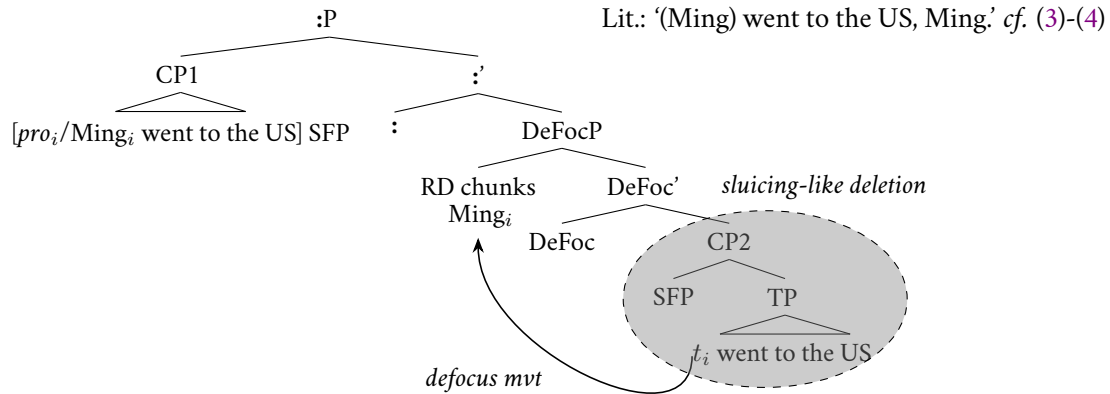 :P
Lit.: ‘(Ming) went to the US, Ming.’ cf. (3)-(4)
CP1
:’
[proᵢ/Mingᵢ went to the US] SFP
:
DeFocP
RD chunks
Mingᵢ
DeFoc’
sluicing-like deletion
DeFoc
CP2
SFP
TP
tᵢ went to the US
defocus mvt